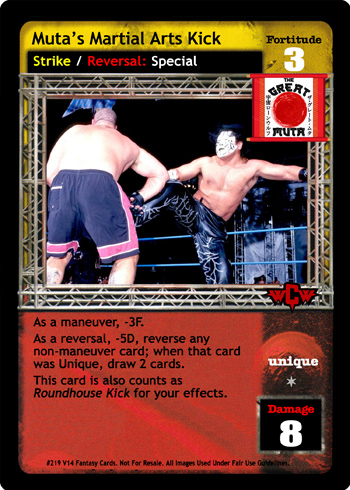 Muta's Martial Arts Kick
Fortitude
3
Strike / Reversal: Special
THE
GREAT
MUTA
WCW
As a maneuver, -3F.
As a reversal, -5D, reverse any
non-maneuver card; when that card
was Unique, draw 2 cards.
This card is also counts as
Roundhouse Kick for your effects.
unique
Damage
8
#219 V14 Fantasy Cards. Not For Resale. All Images Used Under Fair Use Guidelines.